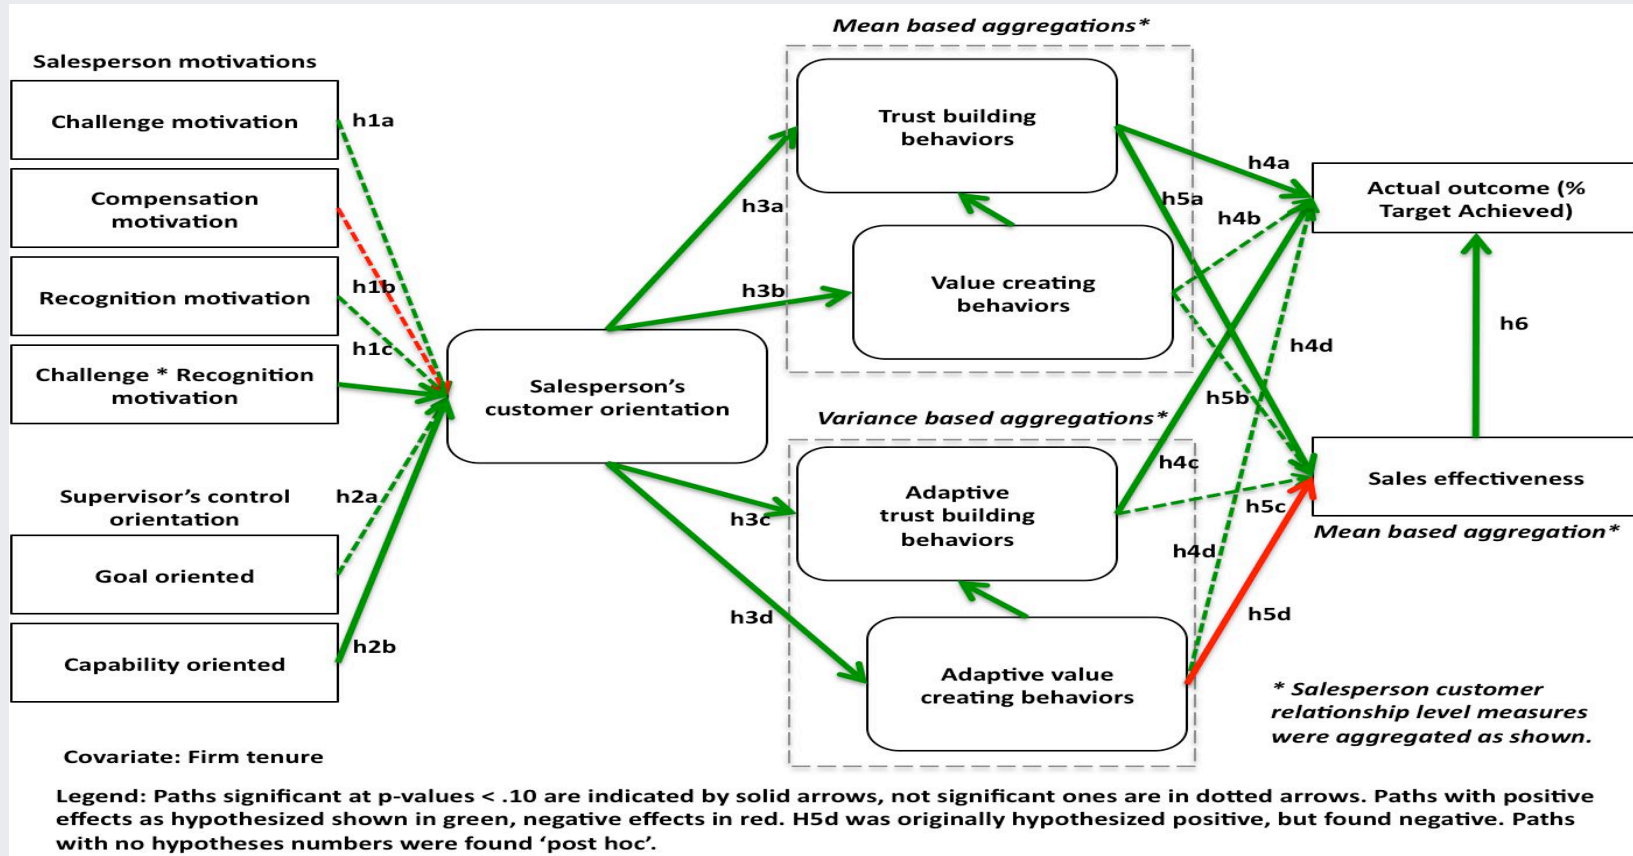 Mean based aggregations*
Salesperson motivations
Challenge motivation
h1a
Compensation
motivation
Recognition motivation
h1b
h1c
Challenge * Recognition
motivation
Supervisor's control
orientation
h2a
Goal oriented
Capability oriented
h2b
Salesperson's
customer orientation
h3a
h3b
h3c
h3d
Trust building
behaviors
Value creating
behaviors
Variance based aggregations*
Adaptive
trust building
behaviors
Adaptive value
creating behaviors
h4a
h5a
h4b
h4d
h5b
h4c
h5c
h4d
h5d
Actual outcome (%
Target Achieved)
h6
Sales effectiveness
Mean based aggregation*
* Salesperson customer
relationship level measures
were aggregated as shown.
Covariate: Firm tenure
Legend: Paths significant at p-values < .10 are indicated by solid arrows, not significant ones are in dotted arrows. Paths with positive
effects as hypothesized shown in green, negative effects in red. H5d was originally hypothesized positive, but found negative. Paths
with no hypotheses numbers were found 'post hoc'.